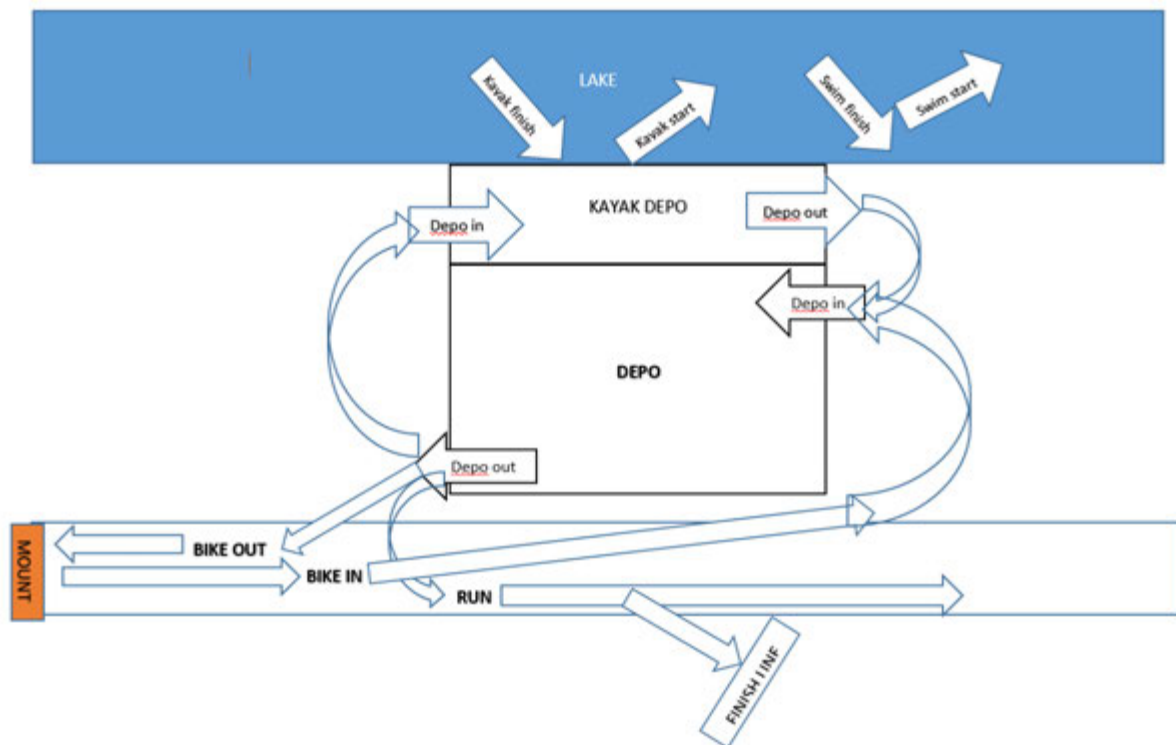 LAKE
Kayak finish
Kayak start
Swim finish
Swim start
KAYAK DEPO
Depo in
Depo out
Depo in
DEPO
Depo out
MOUNT
BIKE OUT
BIKE IN
RUN
FINISH LINE